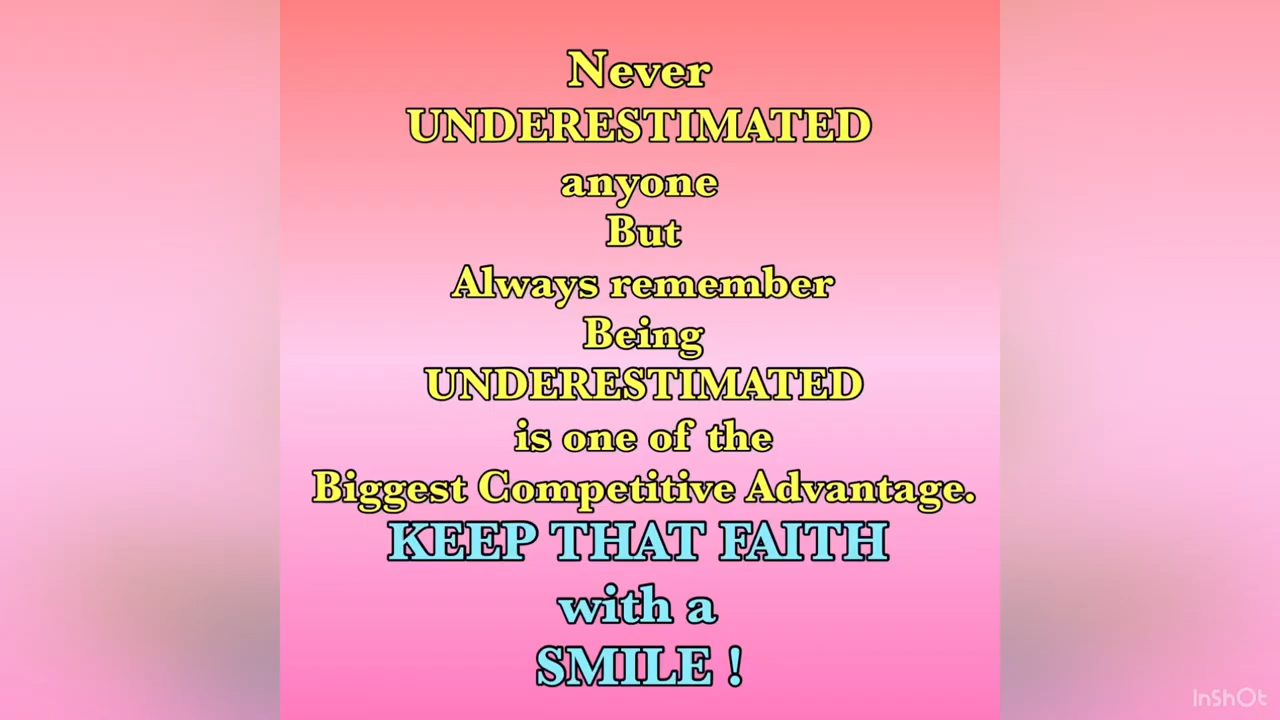 Never
UNDERESTIMATED
anyone
But
Always remember
Being
UNDERESTIMATED
is one of the
Biggest Competitive Advantage.
KEEP THAT FAITH
with a
SMILE !
InShOt